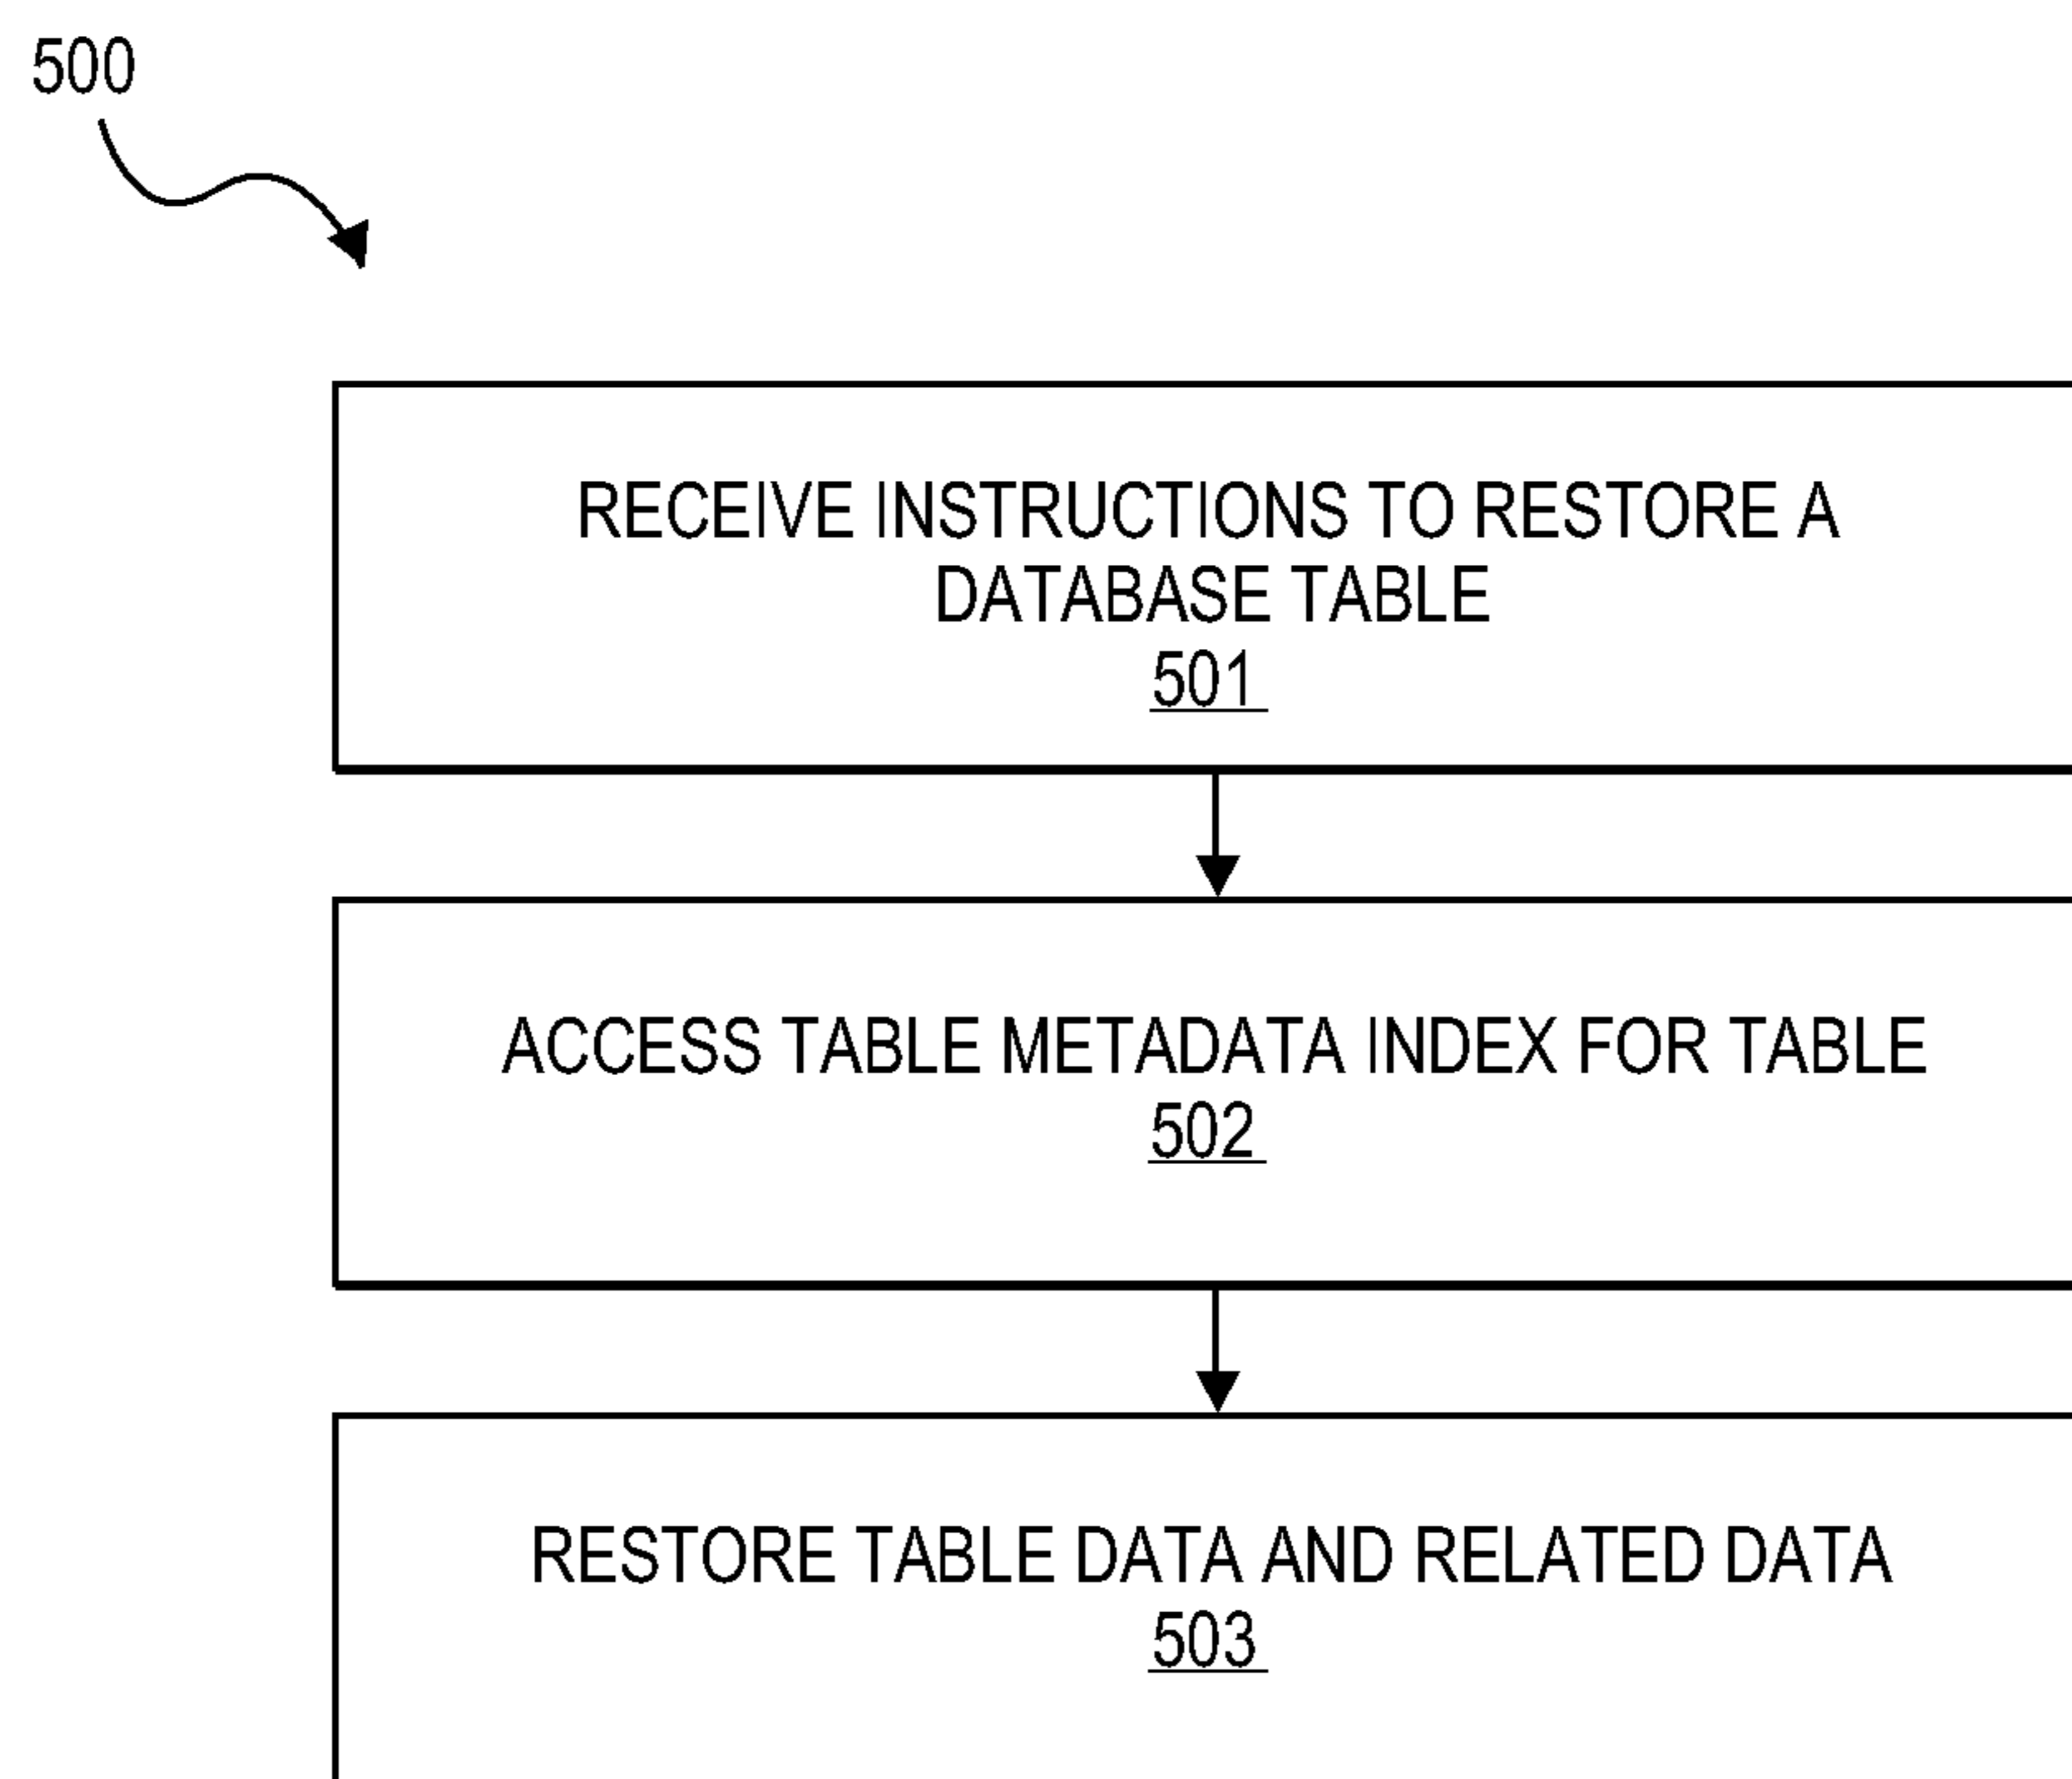 500
RECEIVE INSTRUCTIONS TO RESTORE A
DATABASE TABLE
501
ACCESS TABLE METADATA INDEX FOR TABLE
502
RESTORE TABLE DATA AND RELATED DATA
503